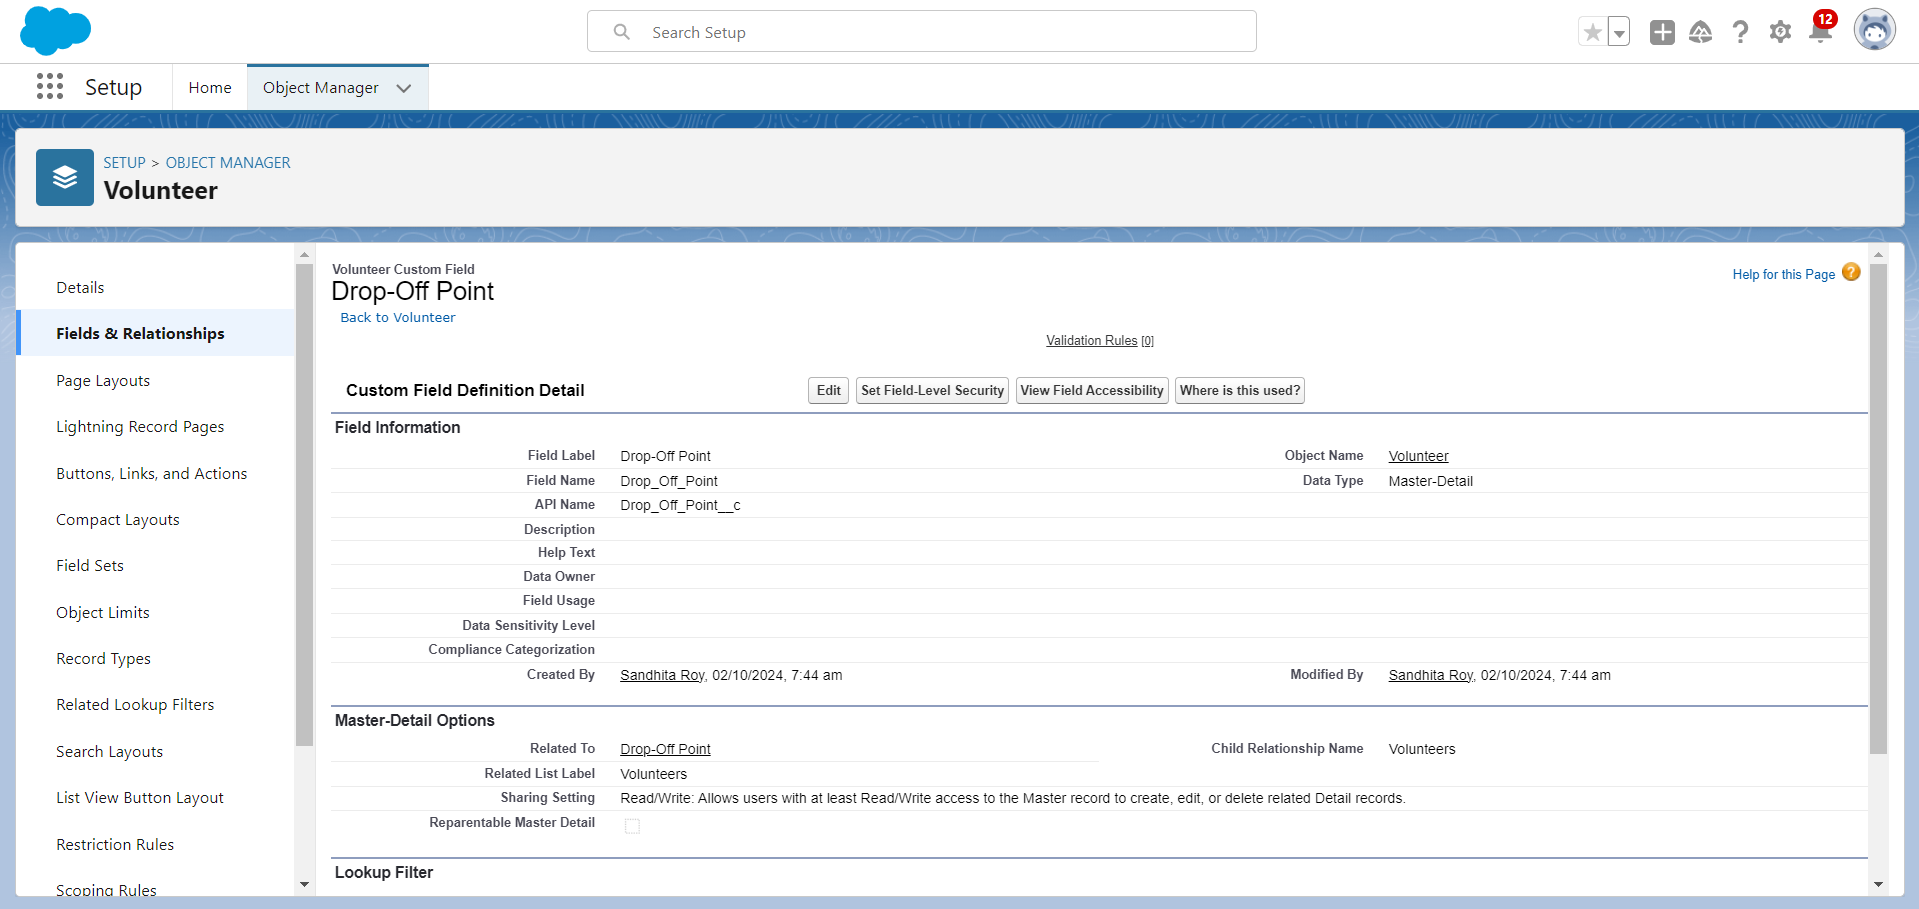 Search Setup
12
Setup
Home
Object Manager
SETUP > OBJECT MANAGER
Volunteer
Details
Fields & Relationships
Page Layouts
Lightning Record Pages
Buttons, Links, and Actions
Compact Layouts
Field Sets
Object Limits
Record Types
Related Lookup Filters
Search Layouts
List View Button Layout
Restriction Rules
Scoping Rules
Volunteer Custom Field
Drop-Off Point
Back to Volunteer
Help for this Page ?
Validation Rules [0]
Custom Field Definition Detail
Edit
Set Field-Level Security
View Field Accessibility
Where is this used?
Field Information
Field Label Drop-Off Point Object Name Volunteer
Field Name Drop_Off_Point Data Type Master-Detail
API Name Drop_Off_Point__c
Description
Help Text
Data Owner
Field Usage
Data Sensitivity Level
Compliance Categorization
Created By Sandhita Roy, 02/10/2024, 7:44 am Modified By Sandhita Roy, 02/10/2024, 7:44 am
Master-Detail Options
Related To Drop-Off Point Child Relationship Name Volunteers
Related List Label Volunteers
Sharing Setting Read/Write: Allows users with at least Read/Write access to the Master record to create, edit, or delete related Detail records.
Reparentable Master Detail
Lookup Filter